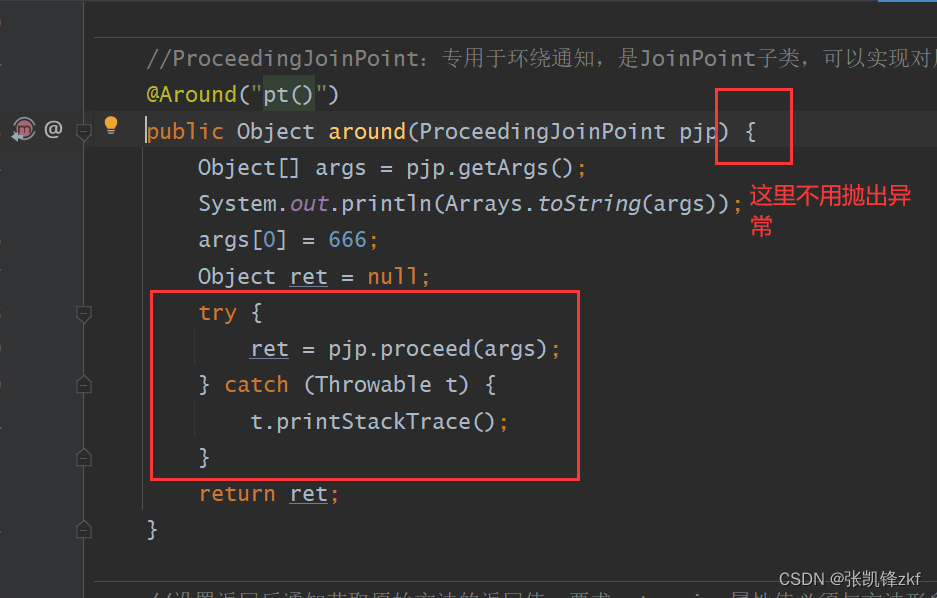 //ProceedingJoinPoint：专用于环绕通知，是JoinPoint子类，可以实现对
@Around("pt()")
public Object around(ProceedingJoinPoint pjp) {
Object[] args = pjp.getArgs();
System.out.println(Arrays.toString(args));
这里不用抛出异
常
args[0] = 666;
Object ret = null;
try {
ret = pjp.proceed(args);
} catch (Throwable t) {
t.printStackTrace();
}
return ret;
}
CSDN @张凯锋zkf